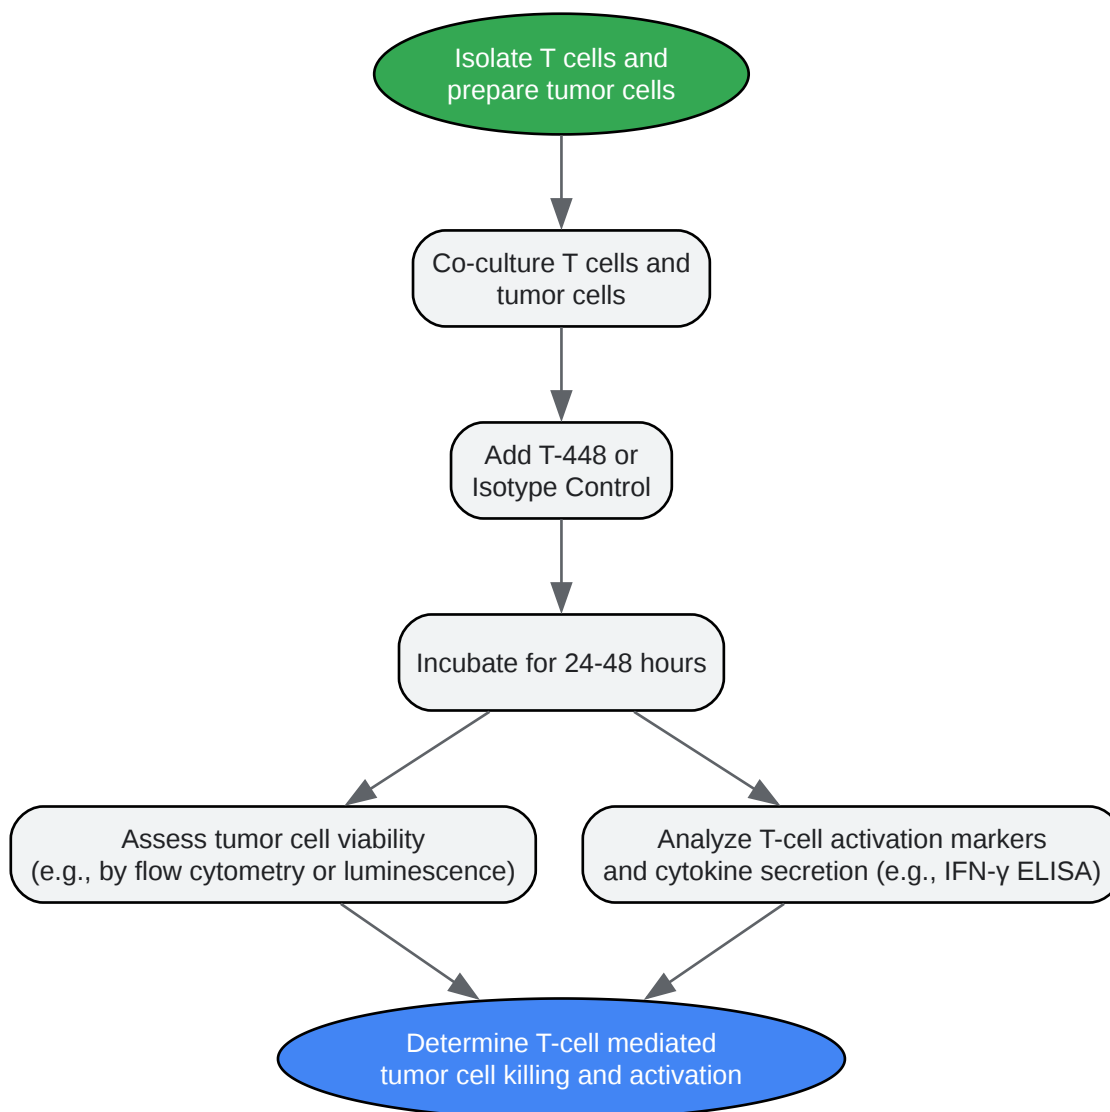 Isolate T cells and
prepare tumor cells
Co-culture T cells and
tumor cells
Add T-448 or
Isotype Control
Incubate for 24-48 hours
Assess tumor cell viability
(e.g., by flow cytometry or luminescence)
Analyze T-cell activation markers
and cytokine secretion (e.g., IFN-γ ELISA)
Determine T-cell mediated
tumor cell killing and activation